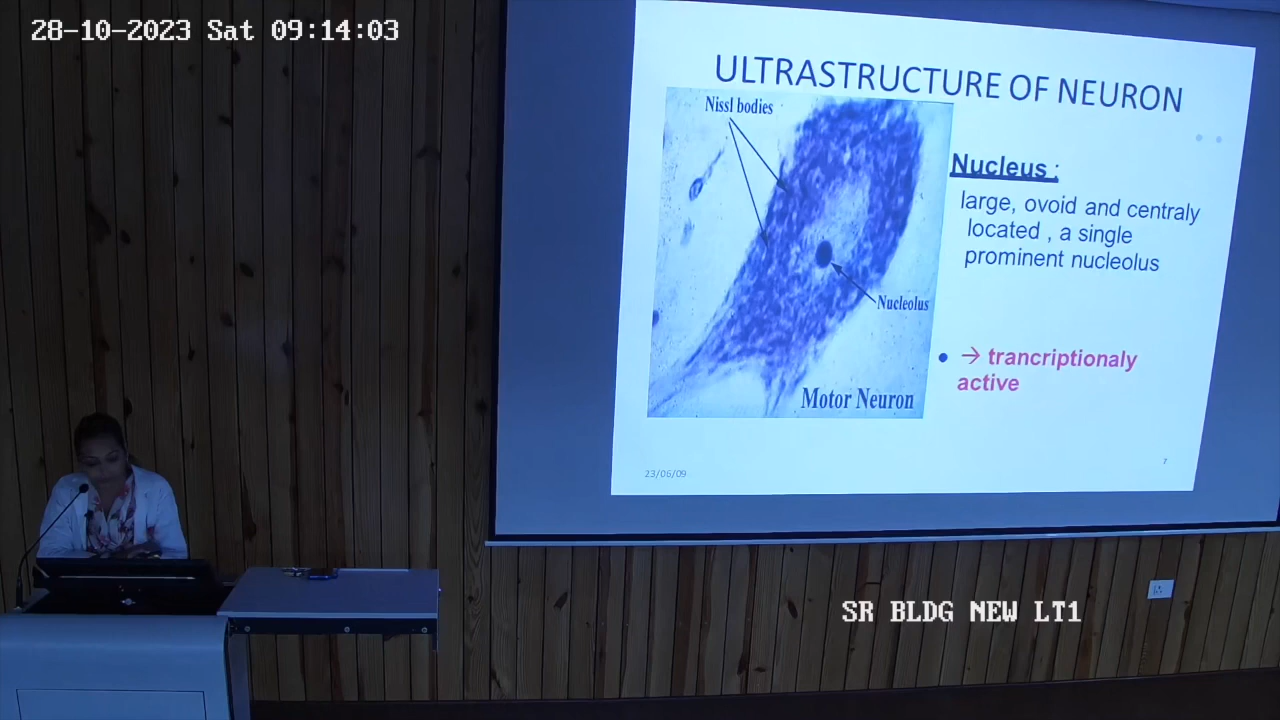 28-10-2023 Sat 09:14:03
ULTRASTRUCTURE OF NEURON
Nissl bodies
Nucleolus
Motor Neuron
Nucleus :
large, ovoid and centraly
located , a single
prominent nucleolus
• → trancriptionaly
active
23/06/09
7
SR BLDG NEW LT1